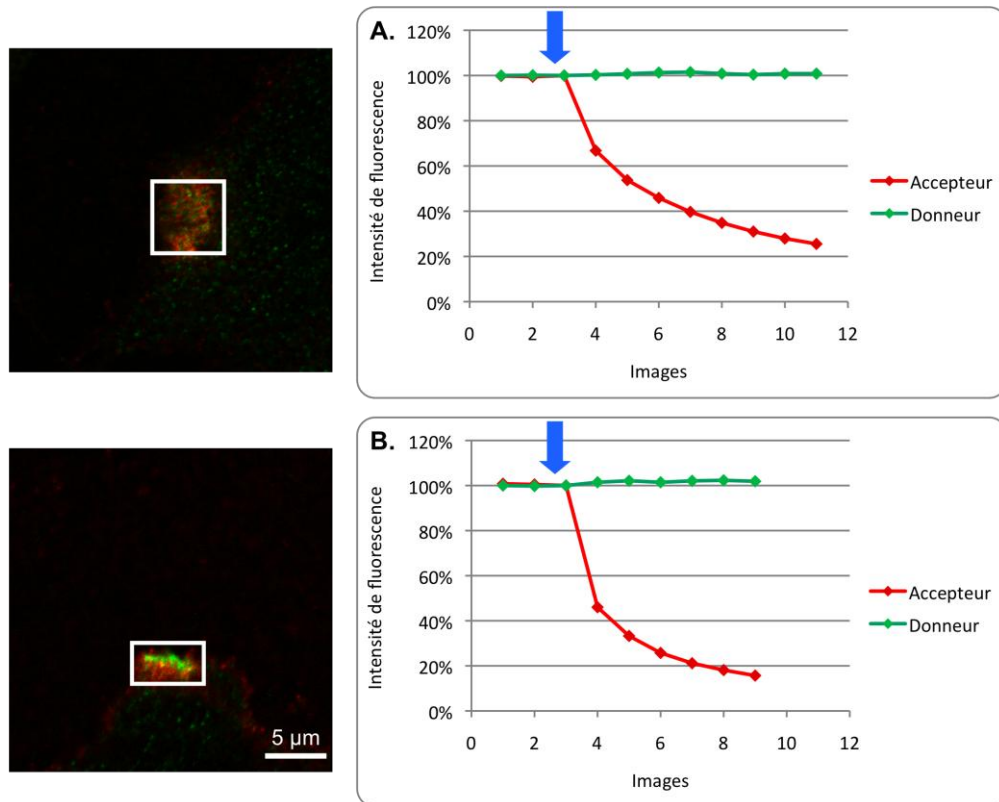 A.
120%
100%
80%
60%
40%
20%
0%
Intensité de fluorescence
0 2 4 6 8 10 12
Images
Accepteur
Donneur
B.
120%
100%
80%
60%
40%
20%
0%
Intensité de fluorescence
0 2 4 6 8 10 12
Images
Accepteur
Donneur
5 µm